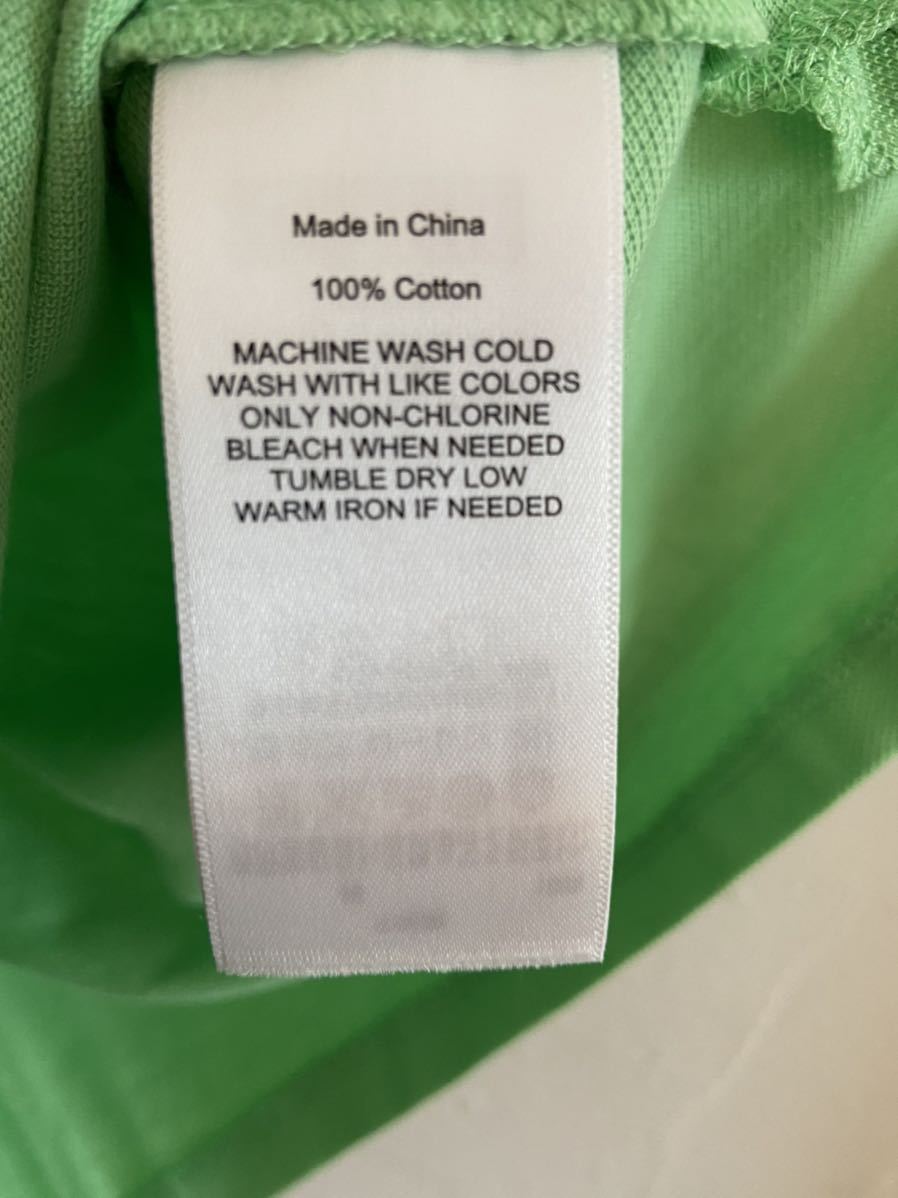 Made in China
100% Cotton
MACHINE WASH COLD
WASH WITH LIKE COLORS
ONLY NON-CHLORINE
BLEACH WHEN NEEDED
TUMBLE DRY LOW
WARM IRON IF NEEDED